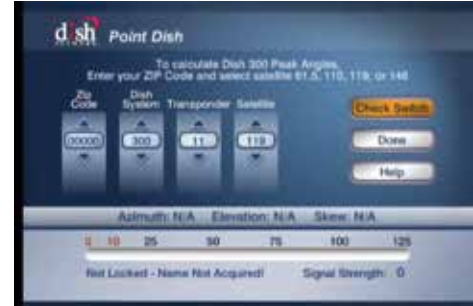 dish
NETWORK
Point Dish
To calculate Dish 300 Peak Angles,
Enter your ZIP Code and select satellite 61.5, 110, 119, or 148
Zip Code
Dish System
Transponder
Satellite
00000
300
11
119
Check Switch
Done
Help
Azimuth: N/A Elevation: N/A Skew: N/A
0 10 25 50 75 100 125
Not Locked - Name Not Acquired! Signal Strength: 0